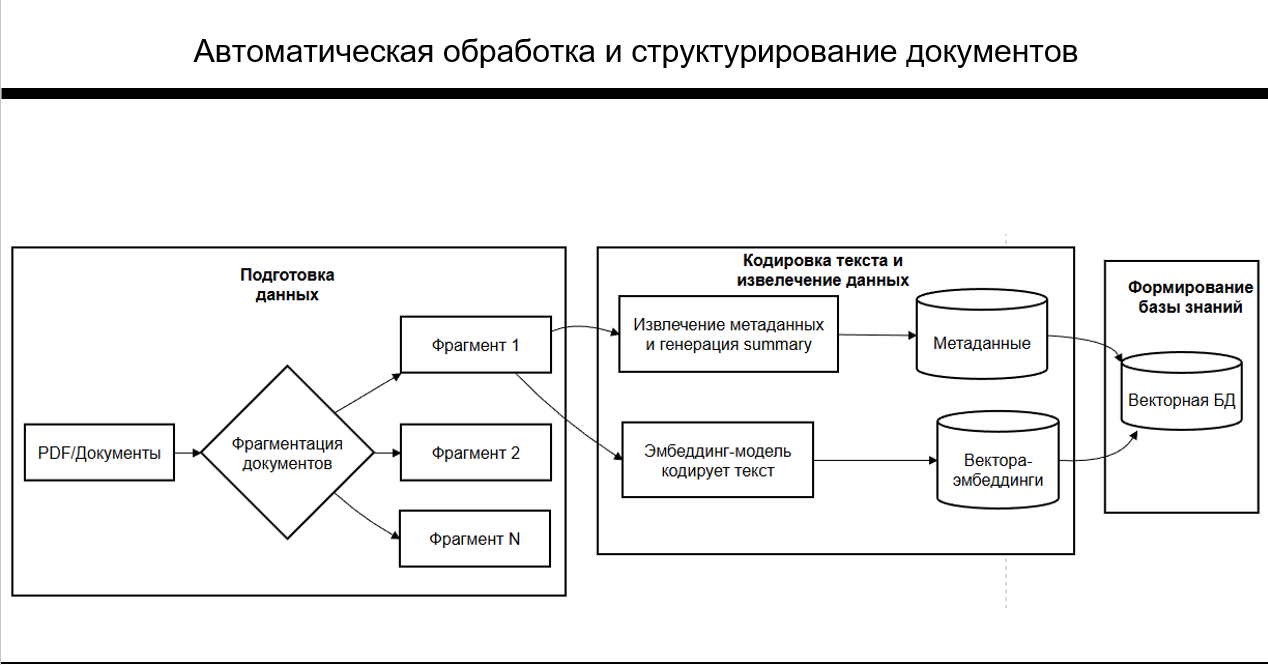 Автоматическая обработка и структурирование документов
Подготовка
данных
PDF/Документы
Фрагментация
документов
Фрагмент 1
Фрагмент 2
Фрагмент N
Кодировка текста и
извелечение данных
Извлечение метаданных
и генерация summary
Метаданные
Эмбеддинг-модель
кодирует текст
Вектора-
эмбеддинги
Формирование
базы знаний
Векторная БД